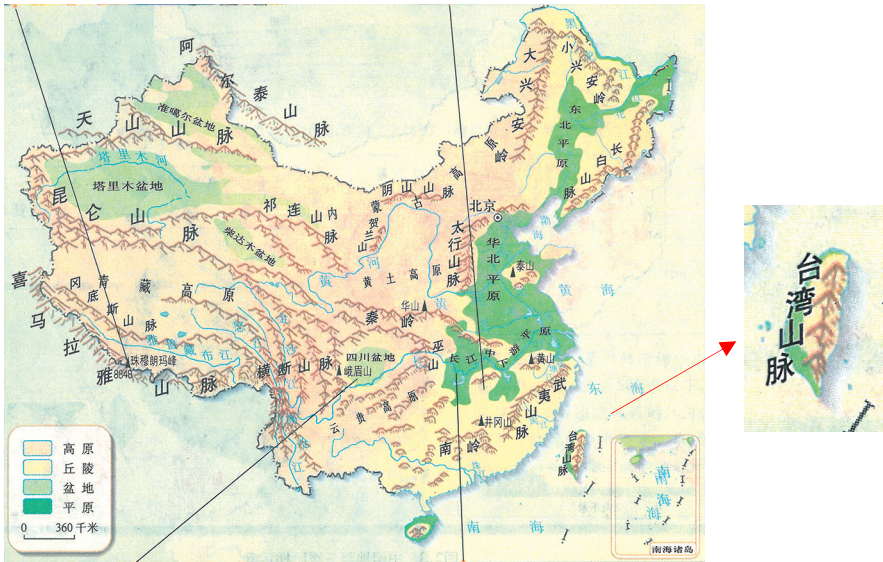 阿尔泰山脉
天山山脉
准噶尔盆地
塔里木河
塔里木盆地
昆仑山脉
祁连山脉
柴达木盆地
内蒙古高原
阴山山脉
贺兰山
大兴安岭
小兴安岭
黑
江
东北平原
长白山脉
北京
渤海
太行山脉
华北平原
泰山
黄海
黄河
黄土高原
华山
黄
秦岭
喜马拉雅山脉
冈底斯山脉
青藏高原
雅鲁藏布江
珠穆朗玛峰
8848
横断山脉
四川盆地
峨眉山
巫山
长江中下游平原
黄山
武夷山脉
东海
云贵高原
井冈山
南岭
台湾山脉
南海
南海
南海诸岛
高原
丘陵
盆地
平原
0 360千米
台湾山脉